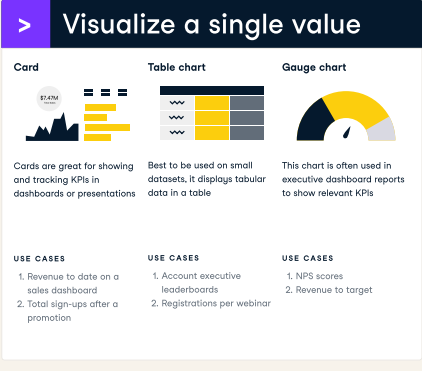 > Visualize a single value
Card
$7.47M
Cards are great for showing
and tracking KPIs in
dashboards or presentations
USE CASES
1. Revenue to date on a
sales dashboard
2. Total sign-ups after a
promotion
Table chart
Best to be used on small
datasets, it displays tabular
data in a table
USE CASES
1. Account executive
leaderboards
2. Registrations per webinar
Gauge chart
This chart is often used in
executive dashboard reports
to show relevant KPIs
USE CASES
1. NPS scores
2. Revenue to target